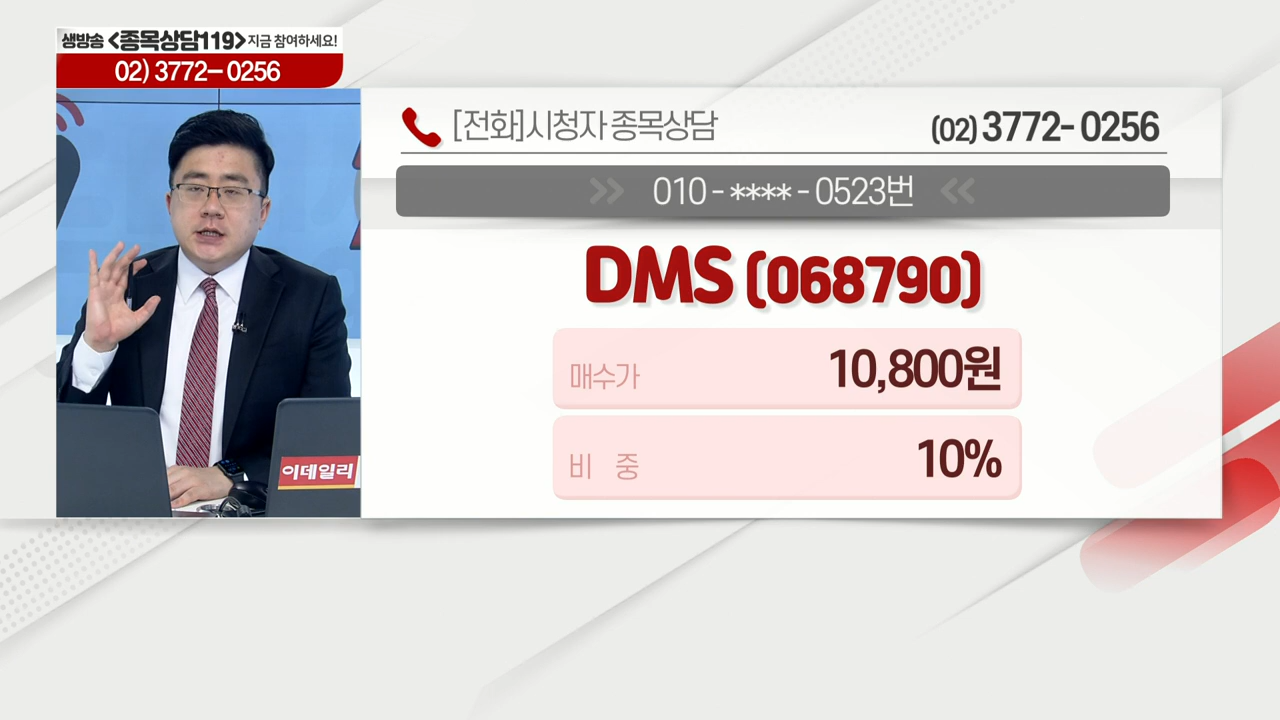 생방송 <종목상담119> 지금 참여하세요!
02) 3772-0256
[전화]시청자 종목상담
(02) 3772-0256
010 - **** - 0523번
DMS (068790)
매수가 10,800원
비 중 10%
이데일리